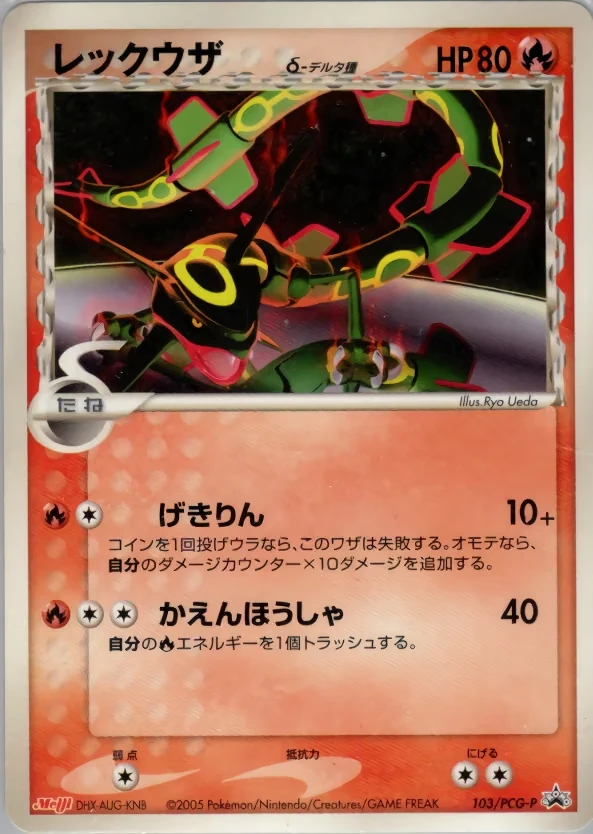 レックウザ δ-デルタ種 HP80
たね
Illus.Ryo Ueda
げきりん 10+
コインを1回投げウラなら、このワザは失敗する。オモテなら、
自分のダメージカウンター×10ダメージを追加する。
かえんほうしゃ 40
自分のエネルギーを1個トラッシュする。
弱点 抵抗力 にげる
Meiji DHX-AUG-KNB ©2005 Pokémon/Nintendo/Creatures/GAME FREAK 103/PCG-P